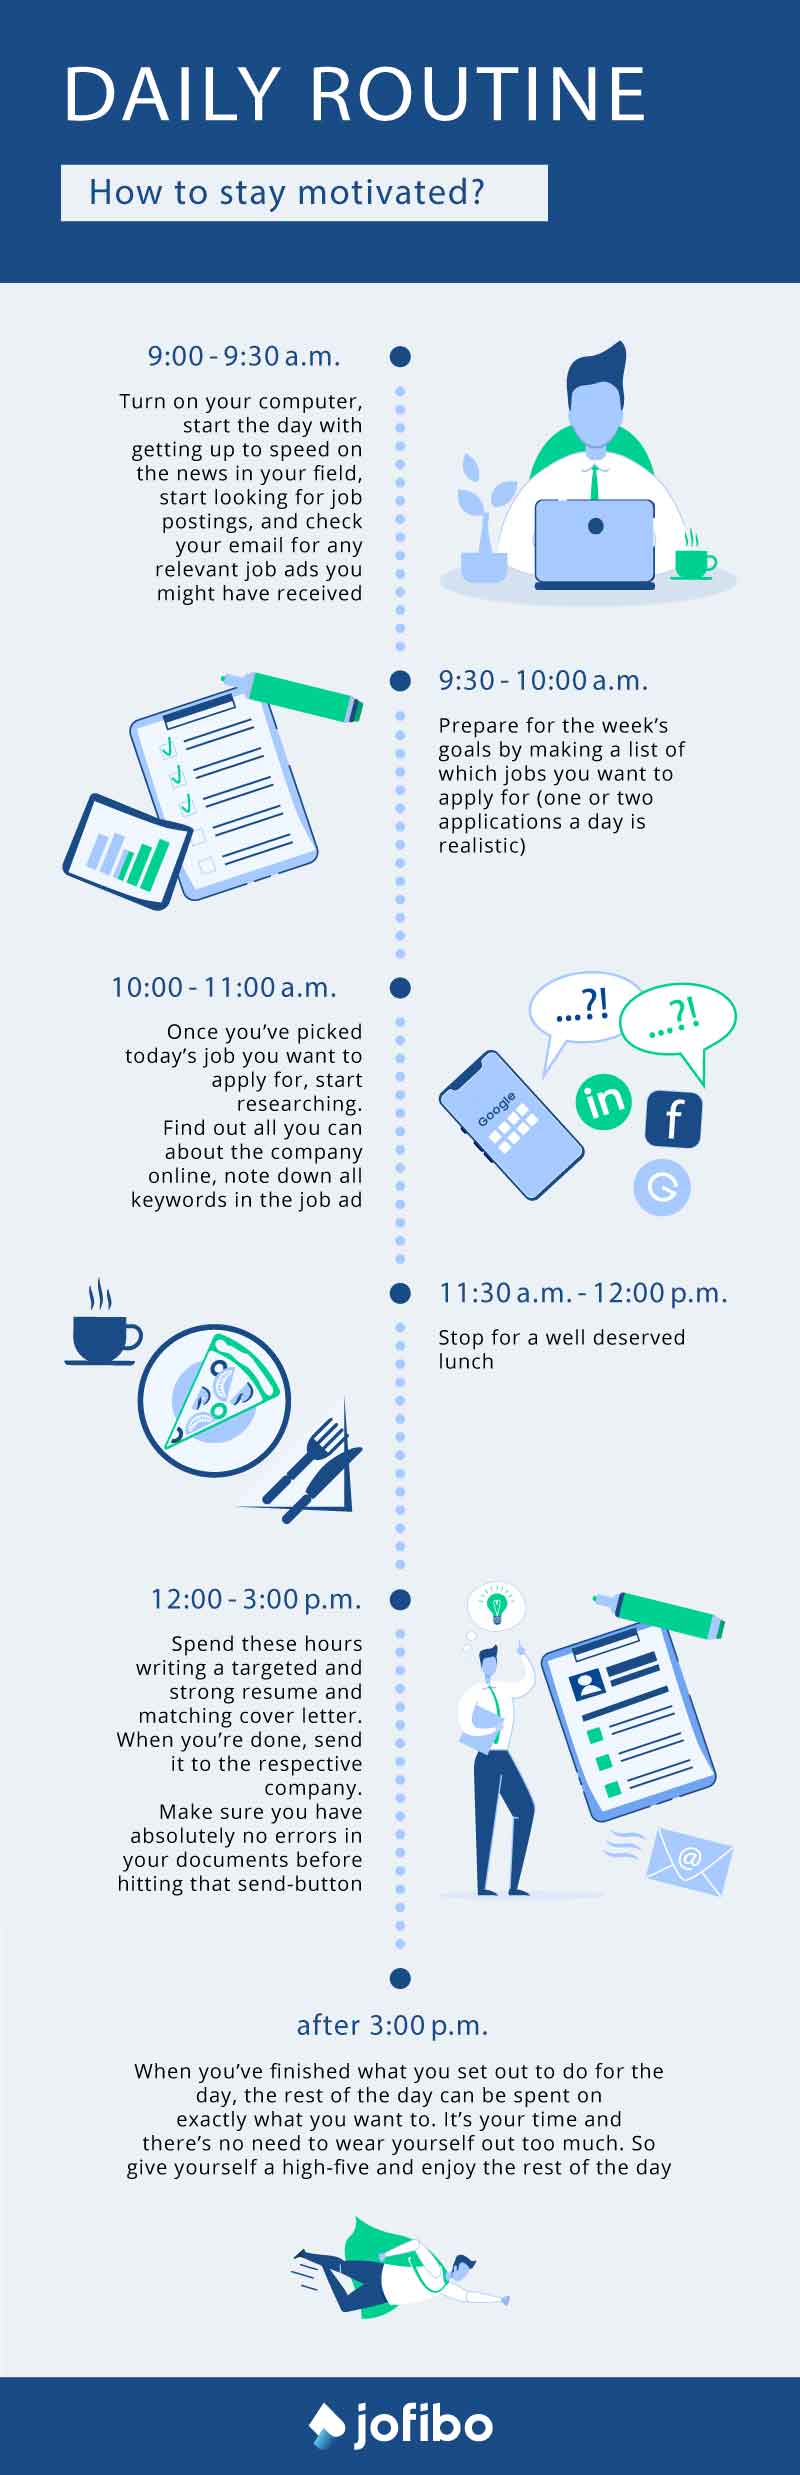 DAILY ROUTINE
How to stay motivated?
9:00 - 9:30 a.m.
Turn on your computer,
start the day with
getting up to speed on
the news in your field,
start looking for job
postings, and check
your email for any
relevant job ads you
might have received
9:30 - 10:00 a.m.
Prepare for the week’s
goals by making a list of
which jobs you want to
apply for (one or two
applications a day is
realistic)
10:00 - 11:00 a.m.
Once you’ve picked
today’s job you want to
apply for, start
researching.
Find out all you can
about the company
online, note down all
keywords in the job ad
...?!
...?!
Google
in
f
G
11:30 a.m. - 12:00 p.m.
Stop for a well deserved
lunch
12:00 - 3:00 p.m.
Spend these hours
writing a targeted and
strong resume and
matching cover letter.
When you’re done, send
it to the respective
company.
Make sure you have
absolutely no errors in
your documents before
hitting that send-button
@
after 3:00 p.m.
When you’ve finished what you set out to do for the
day, the rest of the day can be spent on
exactly what you want to. It’s your time and
there’s no need to wear yourself out too much. So
give yourself a high-five and enjoy the rest of the day
jofibo